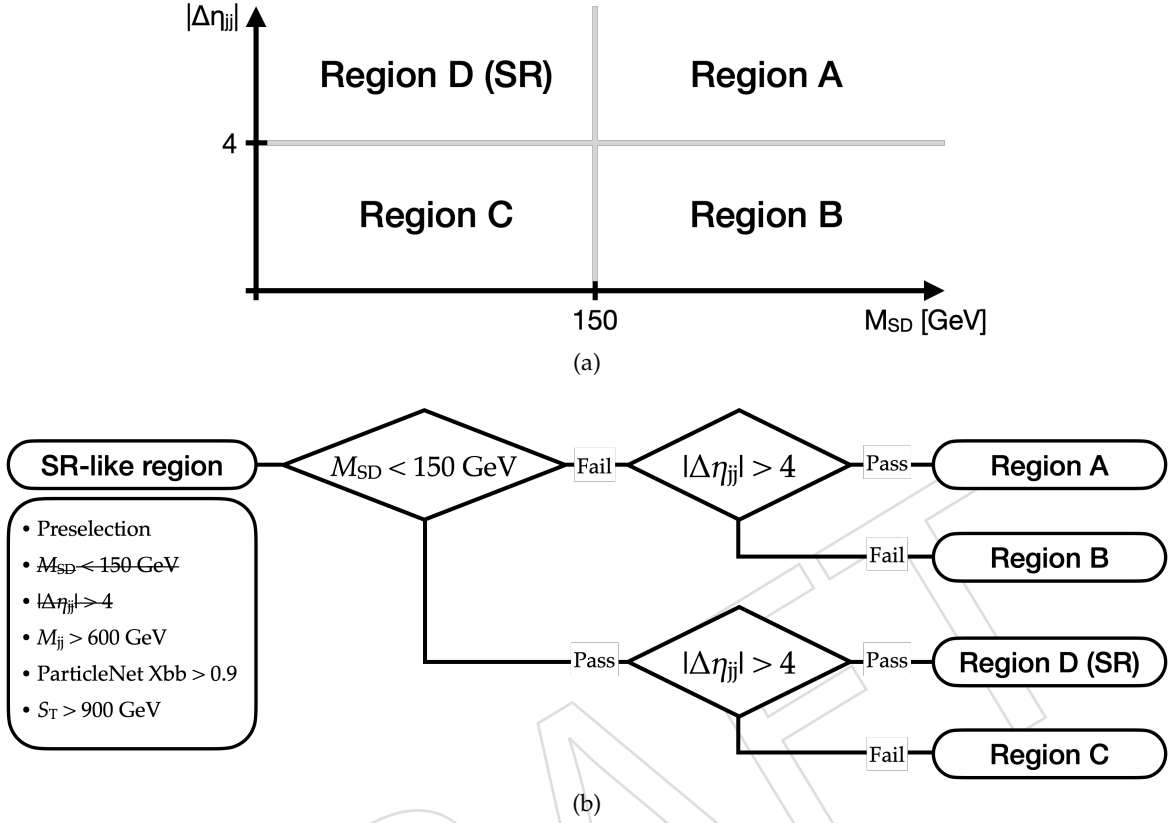 |Δηjj|
Region D (SR) Region A
4
Region C Region B
150 MSD [GeV]
(a)
SR-like region MSD < 150 GeV Fail |Δηjj| > 4 Pass Region A
• Preselection
• MSD < 150 GeV
• |Δηjj| > 4
• Mjj > 600 GeV
• ParticleNet Xbb > 0.9
• ST > 900 GeV
Fail Region B
Pass |Δηjj| > 4 Pass Region D (SR)
Fail Region C
(b)
DRAFT